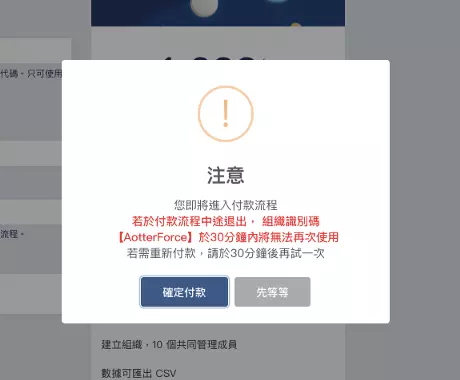 代碼。只可使用
注意
您即將進入付款流程
若於付款流程中途退出， 組織識別碼
【AotterForce】於30分鐘內將無法再次使用
若需重新付款，請於30分鐘後再試一次
流程。
確定付款
先等等
建立組織，10 個共同管理成員
數據可匯出 CSV